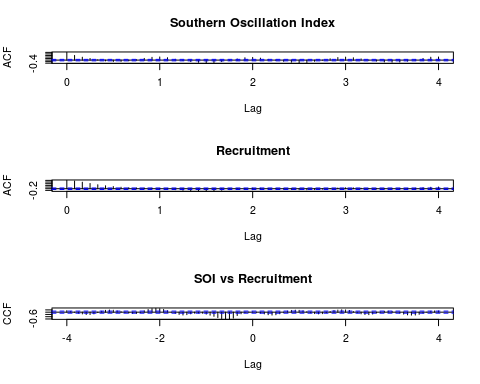 Southern Oscillation Index
ACF
-0.4
0 1 2 3 4
Lag
Recruitment
ACF
-0.2
0 1 2 3 4
Lag
SOI vs Recruitment
CCF
-0.6
-4 -2 0 2 4
Lag